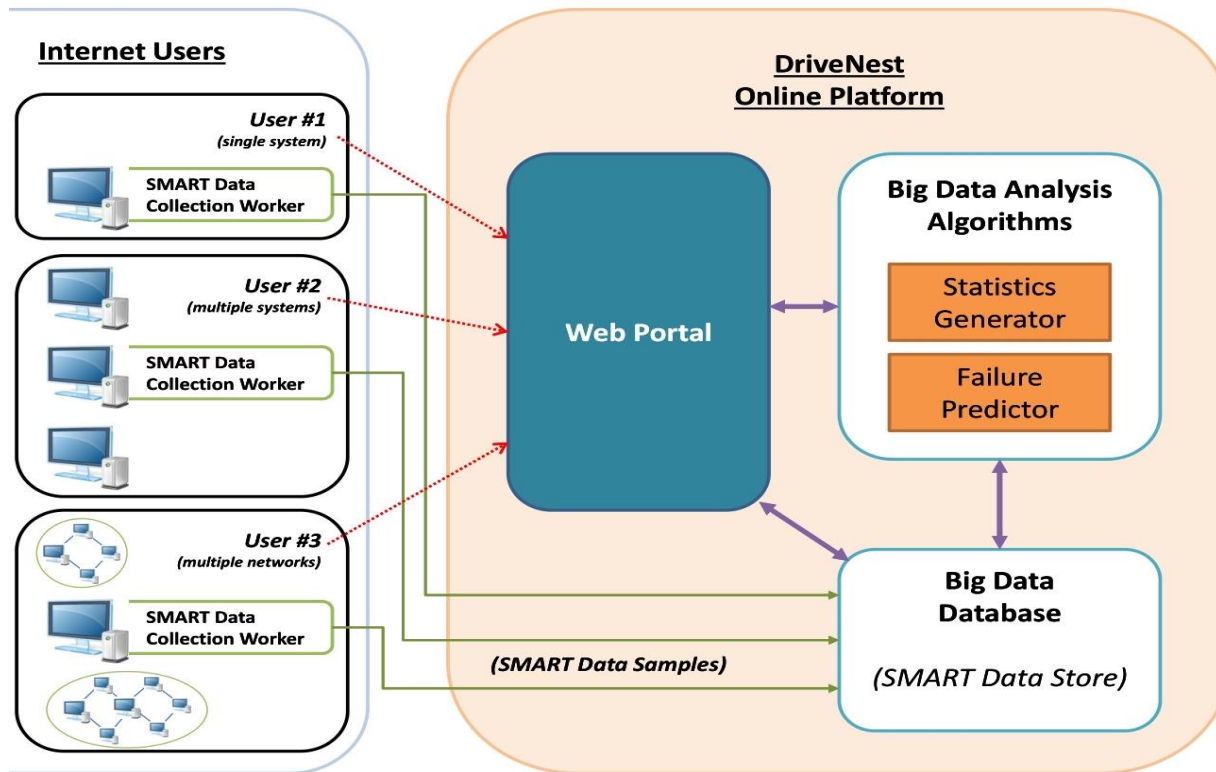 Internet Users
User #1
(single system)
SMART Data
Collection Worker
User #2
(multiple systems)
SMART Data
Collection Worker
User #3
(multiple networks)
SMART Data
Collection Worker
DriveNest
Online Platform
Web Portal
Big Data Analysis
Algorithms
Statistics
Generator
Failure
Predictor
Big Data
Database
(SMART Data Store)
(SMART Data Samples)